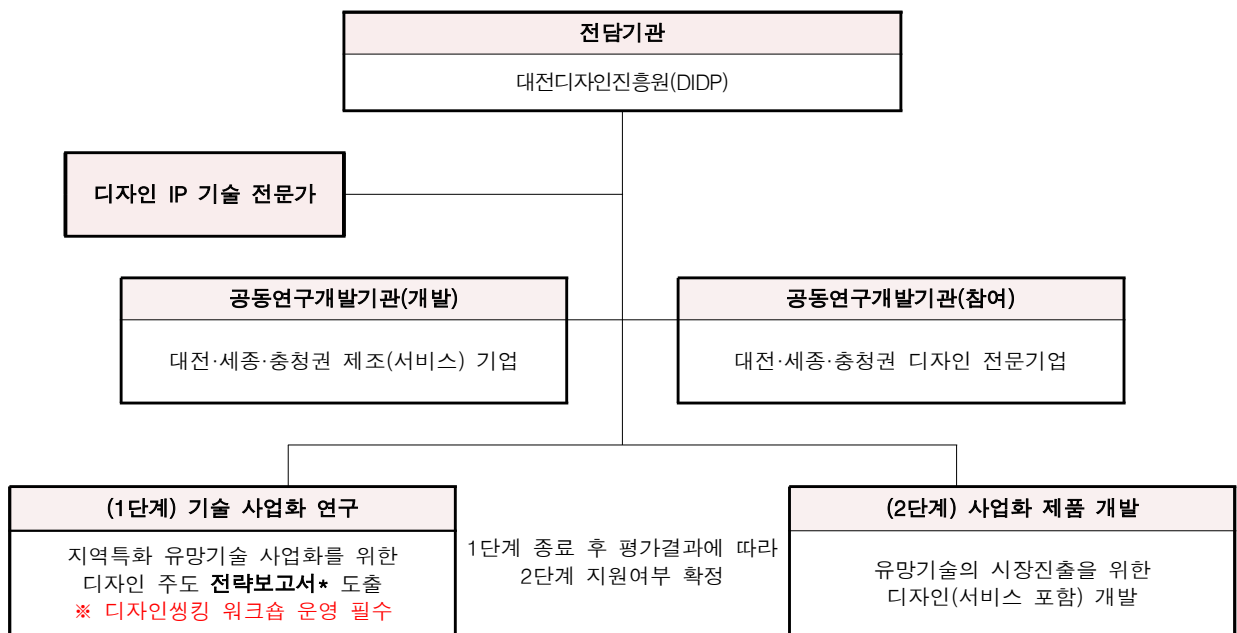 전담기관
대전디자인진흥원(DIDP)
디자인 IP 기술 전문가
공동연구개발기관(개발)
대전·세종·충청권 제조(서비스) 기업
공동연구개발기관(참여)
대전·세종·충청권 디자인 전문기업
(1단계) 기술 사업화 연구
지역특화 유망기술 사업화를 위한
디자인 주도 전략보고서* 도출
※ 디자인씽킹 워크숍 운영 필수
1단계 종료 후 평가결과에 따라
2단계 지원여부 확정
(2단계) 사업화 제품 개발
유망기술의 시장진출을 위한
디자인(서비스 포함) 개발